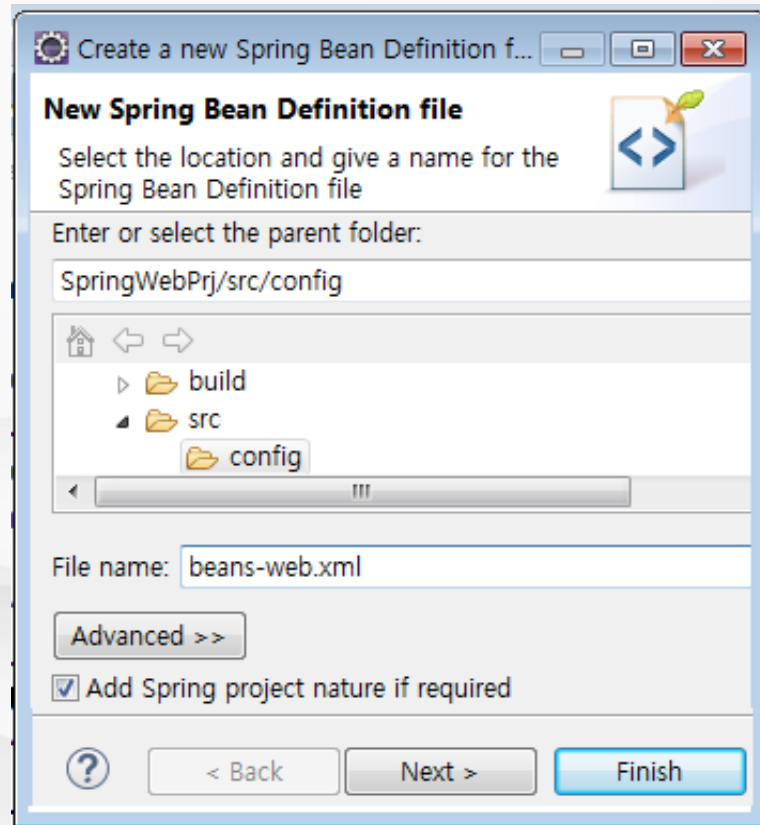 Create a new Spring Bean Definition f...
New Spring Bean Definition file
Select the location and give a name for the
Spring Bean Definition file
Enter or select the parent folder:
SpringWebPrj/src/config
build
src
config
File name: beans-web.xml
Advanced >>
Add Spring project nature if required
< Back Next > Finish